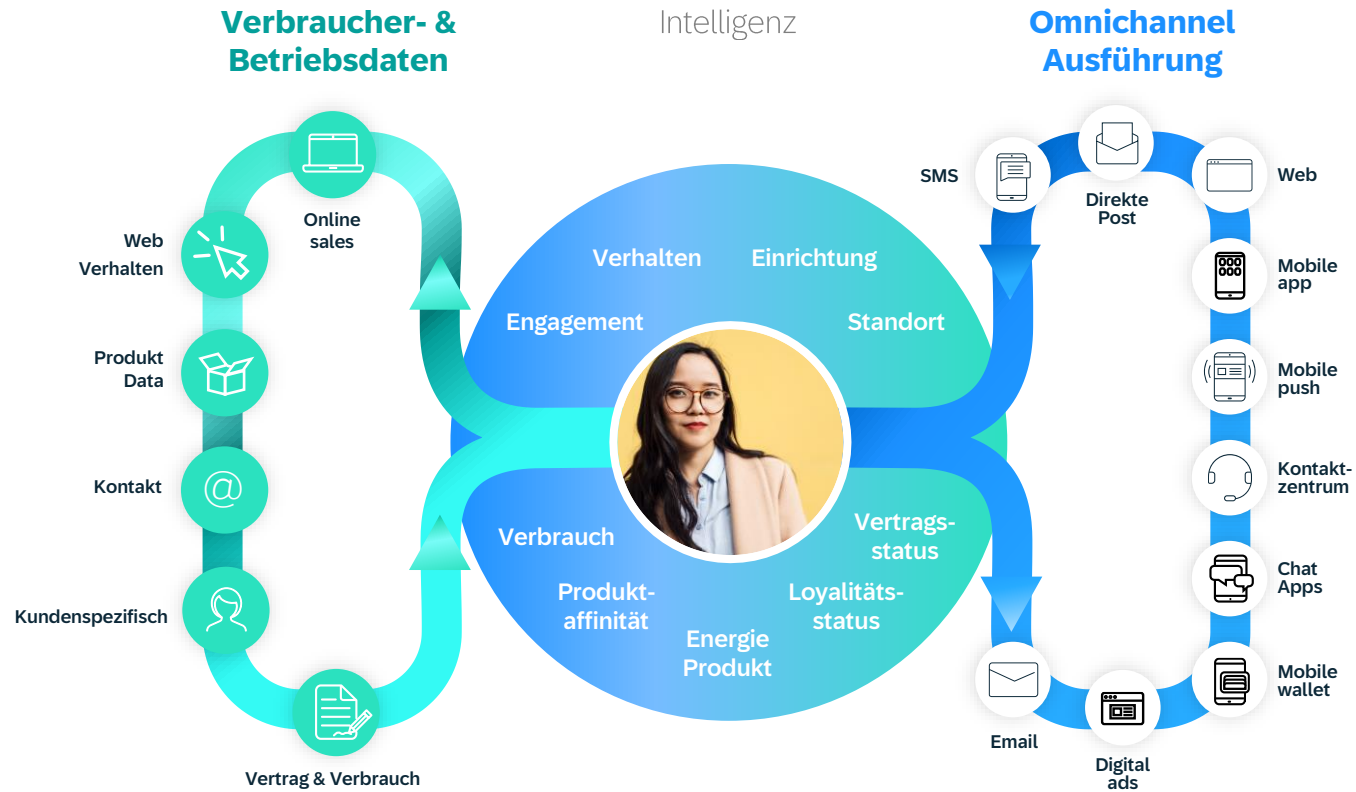 Verbraucher- &
Betriebsdaten
Intelligenz
Omnichannel
Ausführung
Online
sales
Web
Verhalten
Produkt
Data
Kontakt
@
Kundenspezifisch
Vertrag & Verbrauch
Verhalten
Einrichtung
Engagement
Standort
Verbrauch
Vertrags-
status
Produkt-
affinität
Loyalitäts-
status
Energie
Produkt
SMS
Direkte
Post
Web
Mobile
app
Mobile
push
Kontakt-
zentrum
Chat
Apps
Mobile
wallet
Email
Digital
ads